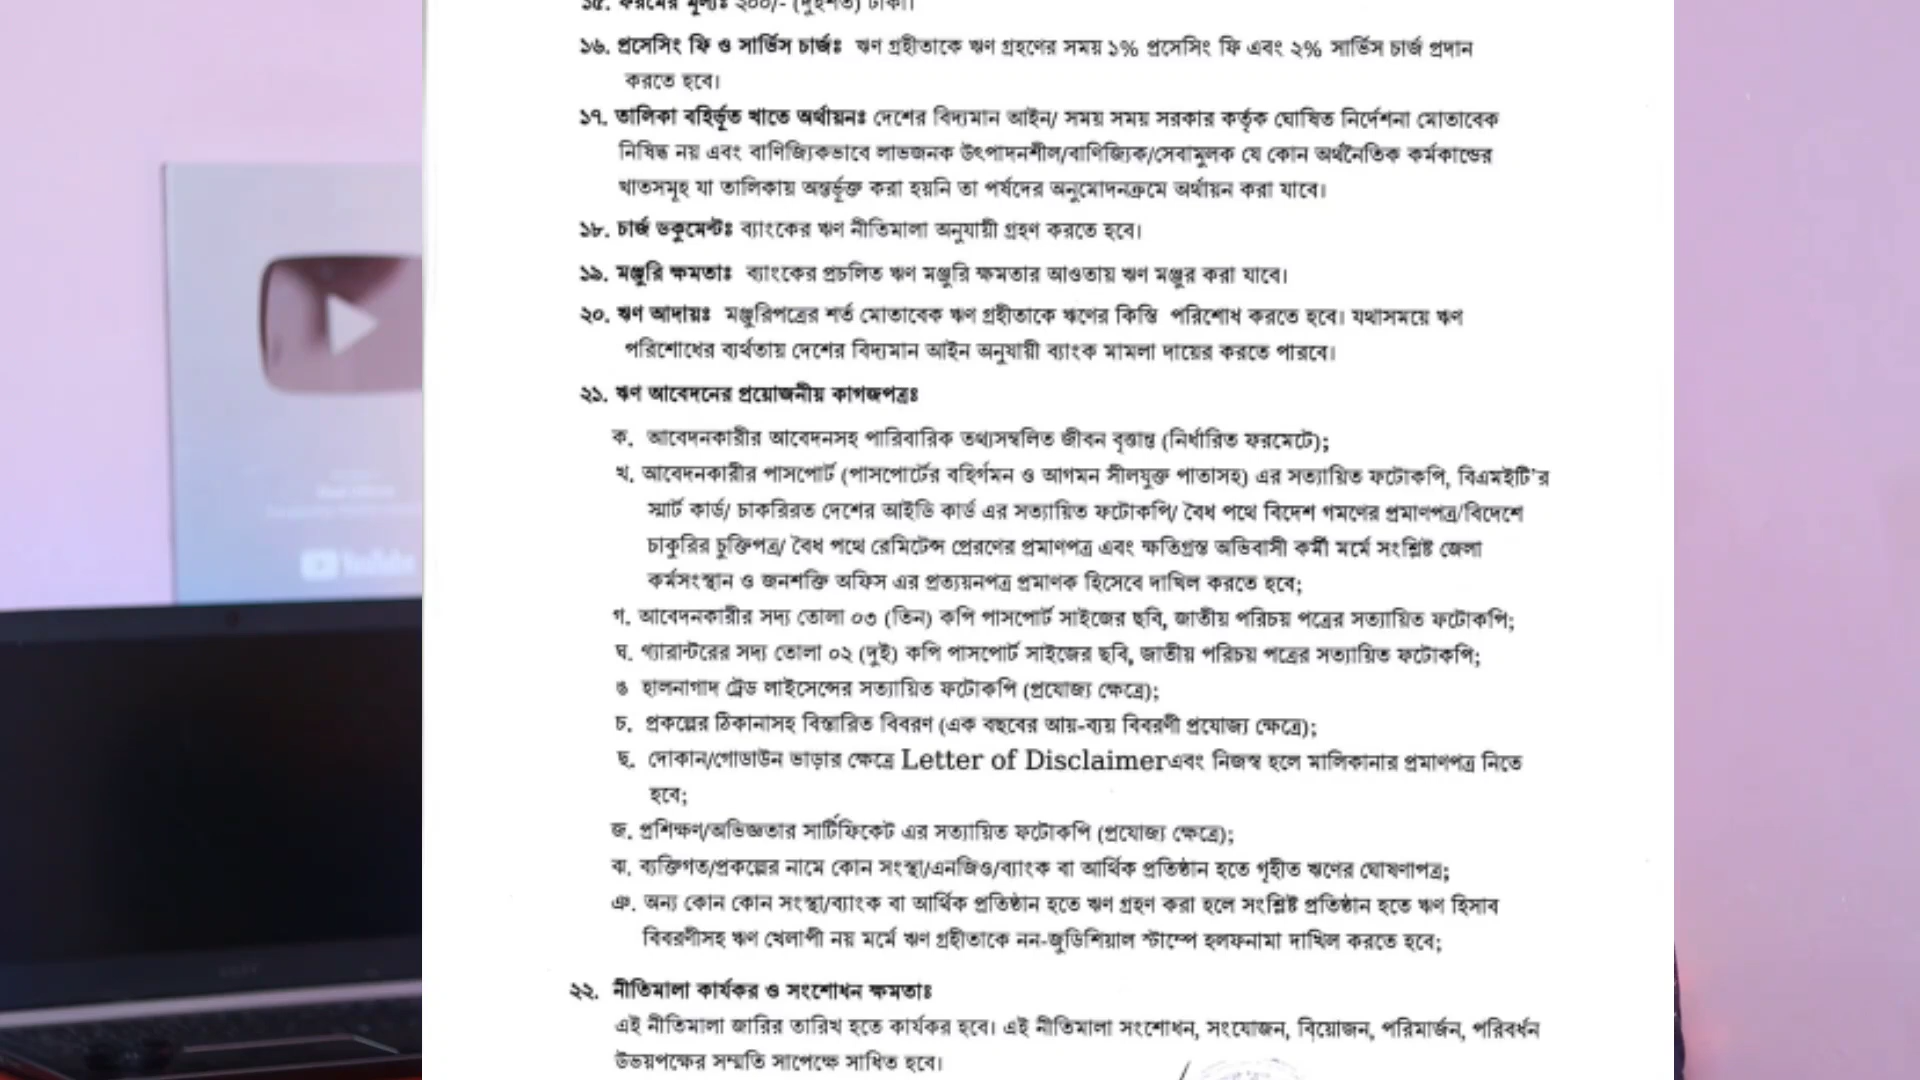 ১৫. ফরমের মূল্যঃ ২০০/- (দুইশত) টাকা।
১৬. প্রসেসিং ফি ও সার্ভিস চার্জঃ ঋণ গ্রহীতাকে ঋণ গ্রহণের সময় ১% প্রসেসিং ফি এবং ২% সার্ভিস চার্জ প্রদান
করতে হবে।
১৭. তালিকা বহির্ভূত খাতে অর্থায়নঃ দেশের বিদ্যমান আইন/ সময় সময় সরকার কর্তৃক ঘোষিত নির্দেশনা মোতাবেক
নিষিদ্ধ নয় এবং বাণিজ্যিকভাবে লাভজনক উৎপাদনশীল/বাণিজ্যিক/সেবামুলক যে কোন অর্থনৈতিক কর্মকান্ডের
খাতসমূহ যা তালিকায় অন্তর্ভূক্ত করা হয়নি তা পর্ষদের অনুমোদনক্রমে অর্থায়ন করা যাবে।
১৮. চার্জ ডকুমেন্টঃ ব্যাংকের ঋণ নীতিমালা অনুযায়ী গ্রহণ করতে হবে।
১৯. মঞ্জুরি ক্ষমতাঃ ব্যাংকের প্রচলিত ঋণ মঞ্জুরি ক্ষমতার আওতায় ঋণ মঞ্জুর করা যাবে।
২০. ঋণ আদায়ঃ মঞ্জুরিপত্রের শর্ত মোতাবেক ঋণ গ্রহীতাকে ঋণের কিস্তি পরিশোধ করতে হবে। যথাসময়ে ঋণ
পরিশোধের ব্যর্থতায় দেশের বিদ্যমান আইন অনুযায়ী ব্যাংক মামলা দায়ের করতে পারবে।
২১. ঋণ আবেদনের প্রয়োজনীয় কাগজপত্রঃ
ক. আবেদনকারীর আবেদনসহ পারিবারিক তথ্যসম্বলিত জীবন বৃত্তান্ত (নির্ধারিত ফরমেটে);
খ. আবেদনকারীর পাসপোর্ট (পাসপোর্টের বহির্গমন ও আগমন সীলযুক্ত পাতাসহ) এর সত্যায়িত ফটোকপি, বিএমইটি'র
স্মার্ট কার্ড/ চাকরিরত দেশের আইডি কার্ড এর সত্যায়িত ফটোকপি/ বৈধ পথে বিদেশ গমণের প্রমাণপত্র/বিদেশে
চাকুরির চুক্তিপত্র/ বৈধ পথে রেমিটেন্স প্রেরণের প্রমাণপত্র এবং ক্ষতিগ্রস্ত অভিবাসী কর্মী মর্মে সংশ্লিষ্ট জেলা
কর্মসংস্থান ও জনশক্তি অফিস এর প্রত্যয়নপত্র প্রমাণক হিসেবে দাখিল করতে হবে;
গ. আবেদনকারীর সদ্য তোলা ০৩ (তিন) কপি পাসপোর্ট সাইজের ছবি, জাতীয় পরিচয় পত্রের সত্যায়িত ফটোকপি;
ঘ. গ্যারান্টরের সদ্য তোলা ০২ (দুই) কপি পাসপোর্ট সাইজের ছবি, জাতীয় পরিচয় পত্রের সত্যায়িত ফটোকপি;
ঙ হালনাগাদ ট্রেড লাইসেন্সের সত্যায়িত ফটোকপি (প্রযোজ্য ক্ষেত্রে);
চ. প্রকল্পের ঠিকানাসহ বিস্তারিত বিবরণ (এক বছরের আয়-ব্যয় বিবরণী প্রযোজ্য ক্ষেত্রে);
ছ. দোকান/গোডাউন ভাড়ার ক্ষেত্রে Letter of Disclaimerএবং নিজস্ব হলে মালিকানার প্রমাণপত্র নিতে
হবে;
জ. প্রশিক্ষণ/অভিজ্ঞতার সার্টিফিকেট এর সত্যায়িত ফটোকপি (প্রযোজ্য ক্ষেত্রে);
ঝ. ব্যক্তিগত/প্রকল্পের নামে কোন সংস্থা/এনজিও/ব্যাংক বা আর্থিক প্রতিষ্ঠান হতে গৃহীত ঋণের ঘোষণাপত্র;
ঞ. অন্য কোন কোন সংস্থা/ব্যাংক বা আর্থিক প্রতিষ্ঠান হতে ঋণ গ্রহণ করা হলে সংশ্লিষ্ট প্রতিষ্ঠান হতে ঋণ হিসাব
বিবরণীসহ ঋণ খেলাপী নয় মর্মে ঋণ গ্রহীতাকে নন-জুডিশিয়াল স্টাম্পে হলফনামা দাখিল করতে হবে;
২২. নীতিমালা কার্যকর ও সংশোধন ক্ষমতাঃ
এই নীতিমালা জারির তারিখ হতে কার্যকর হবে। এই নীতিমালা সংশোধন, সংযোজন, বিয়োজন, পরিমার্জন, পরিবর্ধন
উভয়পক্ষের সম্মতি সাপেক্ষে সাধিত হবে।
YouTube